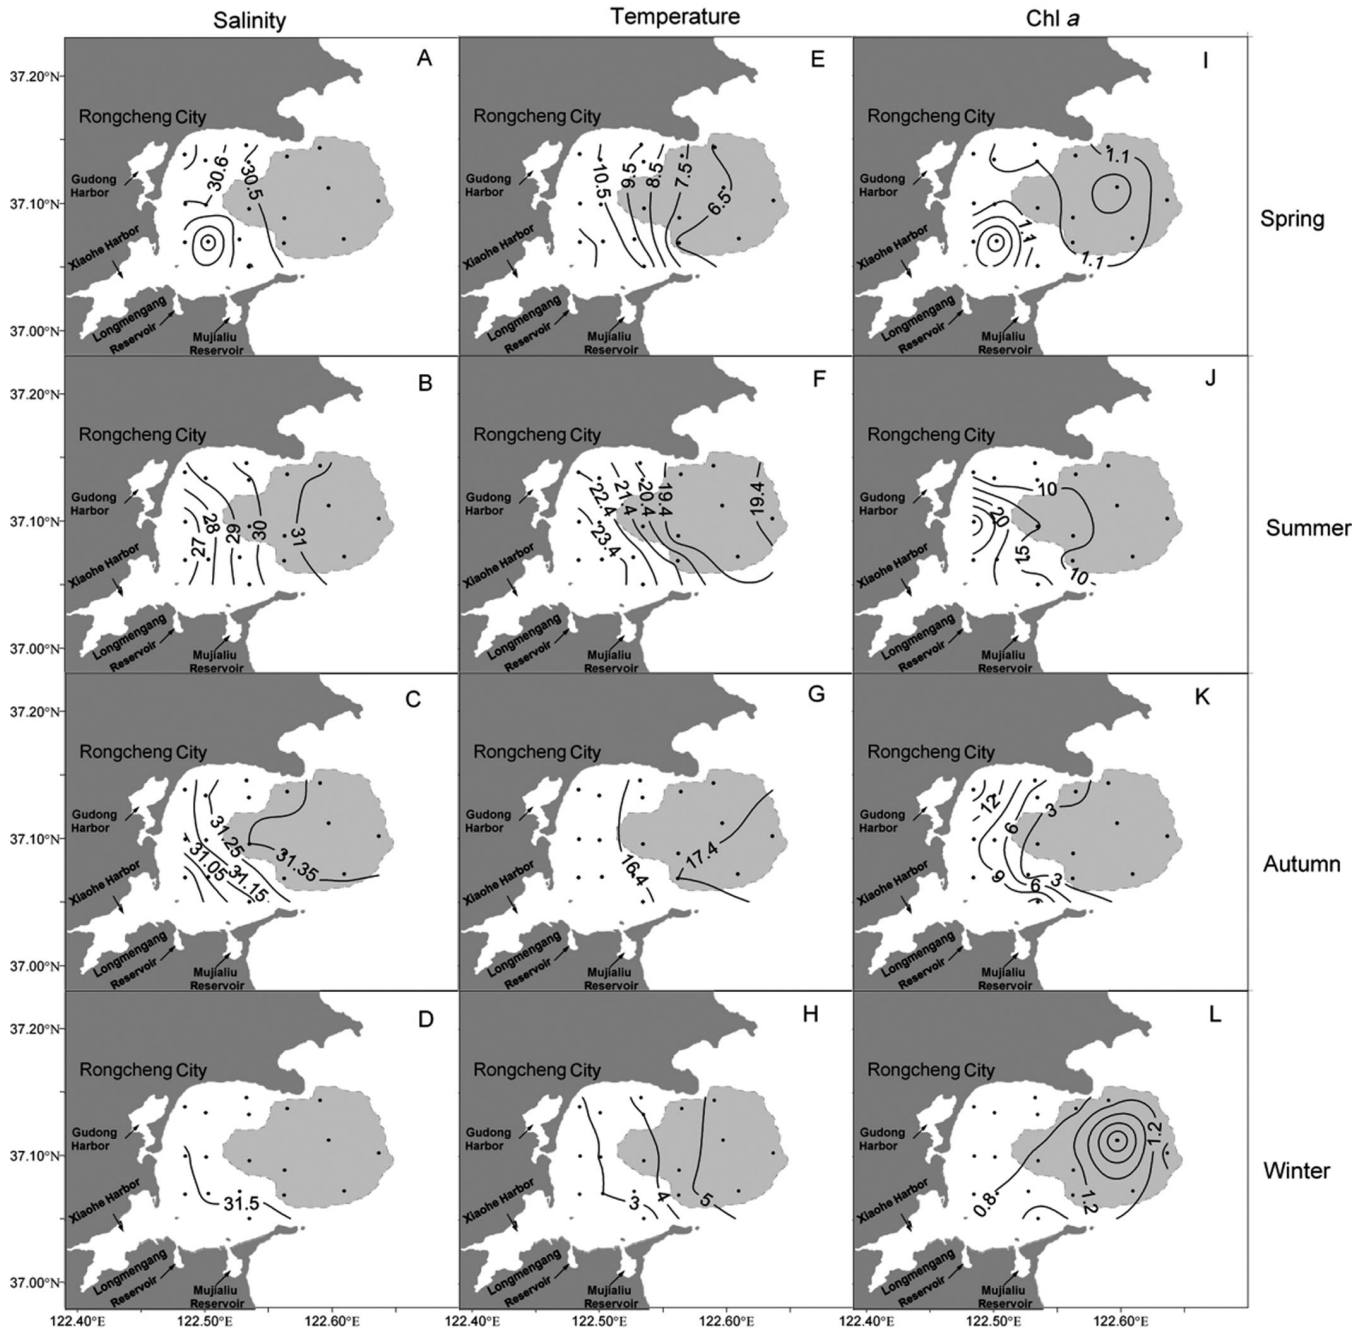 Salinity
Temperature
Chl a
37.20°N
A
Rongcheng City
30.6
30.5
Gudong
Harbor
37.10°N
Xiaohe Harbor
Longmengang
Reservoir
Mujialiu
Reservoir
37.00°N
E
Rongcheng City
10.5
9.5
8.5
7.5
6.5
Gudong
Harbor
Xiaohe Harbor
Longmengang
Reservoir
Mujialiu
Reservoir
I
Rongcheng City
1.1
1.1
1.1
Gudong
Harbor
Xiaohe Harbor
Longmengang
Reservoir
Mujialiu
Reservoir
Spring
37.20°N
B
Rongcheng City
Gudong
Harbor
37.10°N
27
28
29
30
31
Xiaohe Harbor
Longmengang
Reservoir
Mujialiu
Reservoir
37.00°N
F
Rongcheng City
22.4
21.4
20.4
19.4
19.4
23.4
Gudong
Harbor
Xiaohe Harbor
Longmengang
Reservoir
Mujialiu
Reservoir
J
Rongcheng City
10
20
15
10
Gudong
Harbor
Xiaohe Harbor
Longmengang
Reservoir
Mujialiu
Reservoir
Summer
37.20°N
C
Rongcheng City
Gudong
Harbor
37.10°N
31.25
31.05
31.15
31.35
Xiaohe Harbor
Longmengang
Reservoir
Mujialiu
Reservoir
37.00°N
G
Rongcheng City
16.4
17.4
Gudong
Harbor
Xiaohe Harbor
Longmengang
Reservoir
Mujialiu
Reservoir
K
Rongcheng City
12
6
3
9
6
3
Gudong
Harbor
Xiaohe Harbor
Longmengang
Reservoir
Mujialiu
Reservoir
Autumn
37.20°N
D
Rongcheng City
Gudong
Harbor
37.10°N
31.5
Xiaohe Harbor
Longmengang
Reservoir
Mujialiu
Reservoir
37.00°N
H
Rongcheng City
3
4
5
Gudong
Harbor
Xiaohe Harbor
Longmengang
Reservoir
Mujialiu
Reservoir
L
Rongcheng City
1.2
0.8
1.2
Gudong
Harbor
Xiaohe Harbor
Longmengang
Reservoir
Mujialiu
Reservoir
Winter
122.40°E
122.50°E
122.60°E
122.40°E
122.50°E
122.60°E
122.40°E
122.50°E
122.60°E